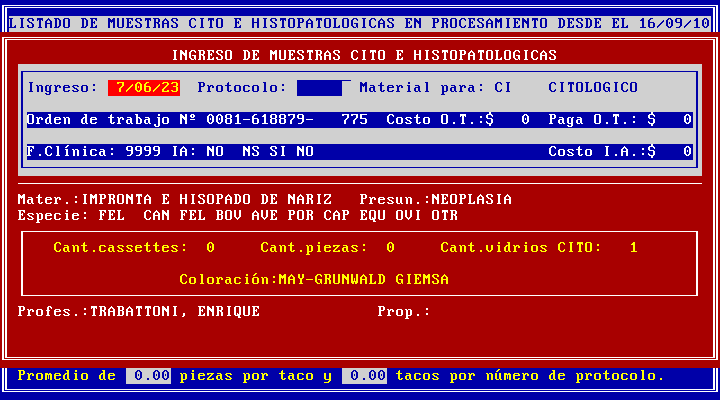 LISTADO DE MUESTRAS CITO E HISTOPATOLOGICAS EN PROCESAMIENTO DESDE EL 16/09/10
INGRESO DE MUESTRAS CITO E HISTOPATOLOGICAS
Ingreso: 7/06/23 Protocolo: Material para: CI CITOLOGICO
Orden de trabajo Nº 0081-618879- 775 Costo O.T.:$ 0 Paga O.T.: $ 0
F.Clínica: 9999 IA: NO NS SI NO Costo I.A.:$ 0
Mater.:IMPRONTA E HISOPADO DE NARIZ Presun.:NEOPLASIA
Especie: FEL CAN FEL BOV AVE POR CAP EQU OVI OTR
Cant.cassettes: 0 Cant.piezas: 0 Cant.vidrios CITO: 1
Coloración:MAY-GRUNWALD GIEMSA
Profes.:TRABATTONI, ENRIQUE Prop.:
Promedio de 0.00 piezas por taco y 0.00 tacos por número de protocolo.